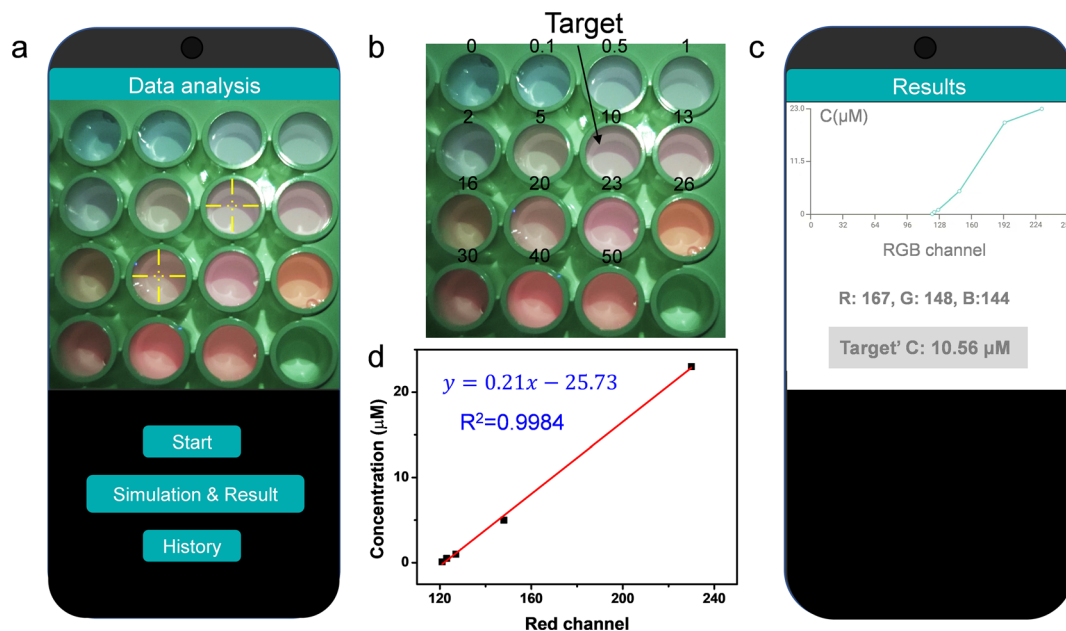 a
Data analysis
Start
Simulation & Result
History
b
Target
0 0.1 0.5 1
2 5 10 13
16 20 23 26
30 40 50
c
Results
C(μM)
23.0
11.5
0
0 32 64 96 128 160 192 224
RGB channel
R: 167, G: 148, B:144
Target' C: 10.56 μM
d
y = 0.21x − 25.73
R²=0.9984
Concentration (μM)
20
10
0
120 160 200 240
Red channel